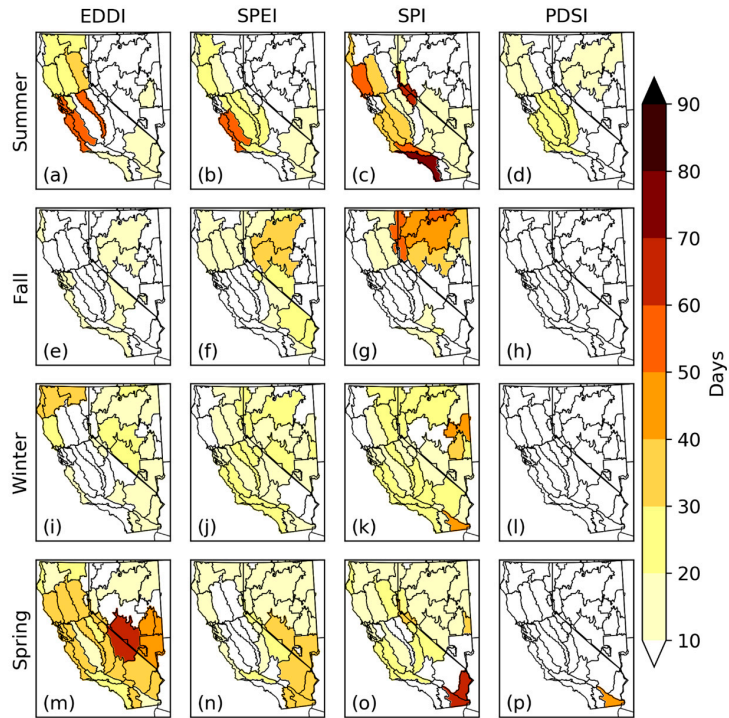 EDDI SPEI SPI PDSI
Summer
(a) (b) (c) (d)
Fall
(e) (f) (g) (h)
Winter
(i) (j) (k) (l)
Spring
(m) (n) (o) (p)
90
80
70
60
50
40
30
20
10
Days